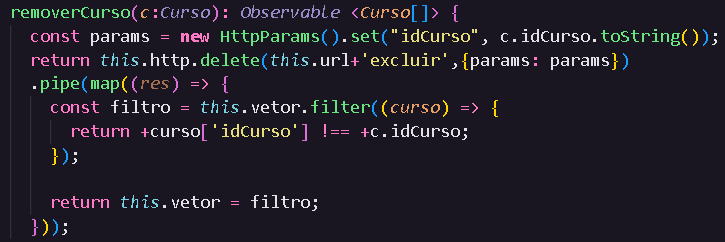 removerCurso(c:Curso): Observable <Curso[]> {
  const params = new HttpParams().set("idCurso", c.idCurso.toString());
  return this.http.delete(this.url+'excluir',{params: params})
  .pipe(map((res) => {
    const filtro = this.vetor.filter((curso) => {
      return +curso['idCurso'] !== +c.idCurso;
    });

    return this.vetor = filtro;
  }));